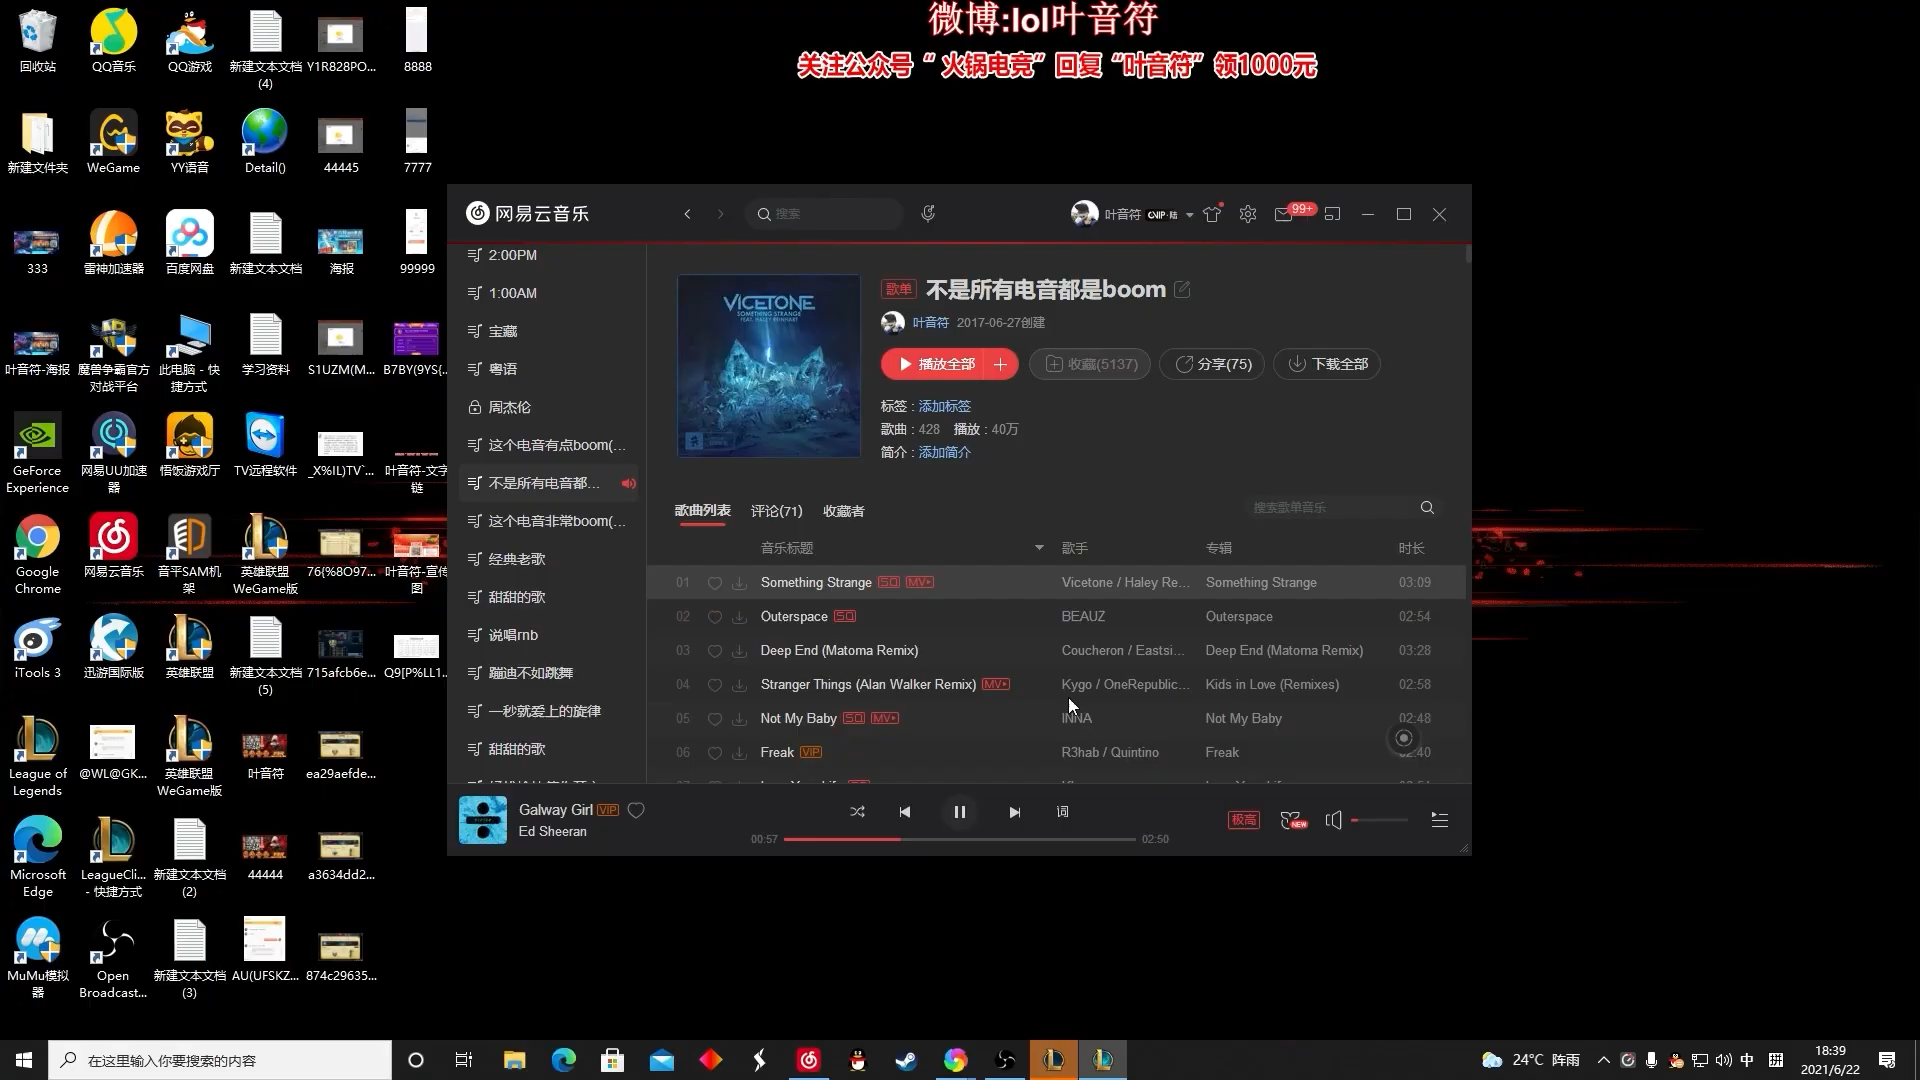 微博:lol叶音符
关注公众号“ 火锅电竞”回复“叶音符”领1000元
回收站
QQ音乐
QQ游戏
新建文本文档
(4)
Y1R828PO...
8888
新建文件夹
WeGame
YY语音
Detail()
44445
7777
333
雷神加速器
百度网盘
新建文本文档
海报
99999
叶音符-海报
魔兽争霸官方
对战平台
此电脑 - 快
捷方式
学习资料
S1UZM(M...
B7BY(9YS{...
GeForce
Experience
网易UU加速
器
悟饭游戏厅
TV远程软件
_X%IL)TV`...
叶音符-文字
链
Google
Chrome
网易云音乐
音平SAM机
架
英雄联盟
WeGame版
76(%8O97...
叶音符-宣传
图
iTools 3
迅游国际版
英雄联盟
新建文本文档
(5)
715afcb6e...
Q9[P%LL1...
League of
Legends
@WL@GK...
英雄联盟
WeGame版
叶音符
ea29aefde...
Microsoft
Edge
LeagueCli...
- 快捷方式
新建文本文档
(2)
44444
a3634dd2...
MuMu模拟
器
Open
Broadcast...
新建文本文档
(3)
AU(UFSKZ...
874c29635...
网易云音乐
搜索
叶音符
99+
2:00PM
1:00AM
宝藏
粤语
周杰伦
这个电音有点boom(...
不是所有电音都...
这个电音非常boom(...
经典老歌
甜甜的歌
说唱rnb
蹦迪不如跳舞
一秒就爱上的旋律
甜甜的歌
VICETONE
SOMETHING STRANGE
FEAT. HALEY REINHART
歌单 不是所有电音都是boom
叶音符 2017-06-27创建
播放全部
收藏(5137)
分享(75)
下载全部
标签 : 添加标签
歌曲 : 428 播放 : 40万
简介 : 添加简介
歌曲列表 评论(71) 收藏者
搜索歌单音乐
音乐标题 歌手 专辑 时长
01 Something Strange SQ MV Vicetone / Haley Re... Something Strange 03:09
02 Outerspace SQ BEAUZ Outerspace 02:54
03 Deep End (Matoma Remix) Coucheron / Eastsi... Deep End (Matoma Remix) 03:28
04 Stranger Things (Alan Walker Remix) MV Kygo / OneRepublic... Kids in Love (Remixes) 02:58
05 Not My Baby SQ MV INNA Not My Baby 02:48
06 Freak VIP R3hab / Quintino Freak 02:40
Galway Girl VIP
Ed Sheeran
词
00:57
02:50
极高
NEW
在这里输入你要搜索的内容
24°C 阵雨
中
18:39
2021/6/22